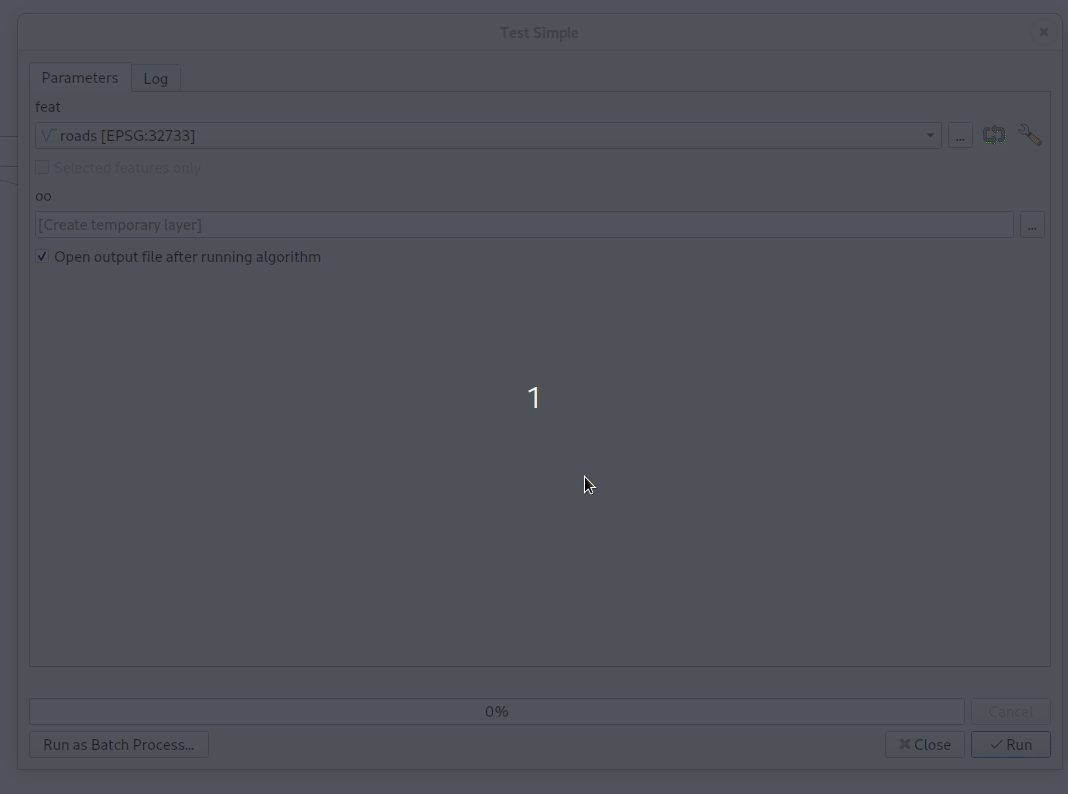 Test Simple
Parameters
Log
feat
roads [EPSG:32733]
...
Selected features only
oo
[Create temporary layer]
...
Open output file after running algorithm
1
0%
Cancel
Run as Batch Process...
Close
Run